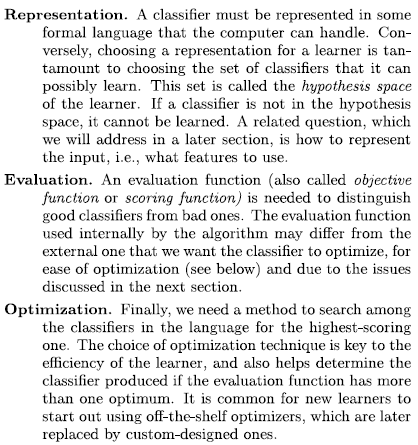 Representation. A classifier must be represented in some
formal language that the computer can handle. Con-
versely, choosing a representation for a learner is tan-
tamount to choosing the set of classifiers that it can
possibly learn. This set is called the hypothesis space
of the learner. If a classifier is not in the hypothesis
space, it cannot be learned. A related question, which
we will address in a later section, is how to represent
the input, i.e., what features to use.
Evaluation. An evaluation function (also called objective
function or scoring function) is needed to distinguish
good classifiers from bad ones. The evaluation function
used internally by the algorithm may differ from the
external one that we want the classifier to optimize, for
ease of optimization (see below) and due to the issues
discussed in the next section.
Optimization. Finally, we need a method to search among
the classifiers in the language for the highest-scoring
one. The choice of optimization technique is key to the
efficiency of the learner, and also helps determine the
classifier produced if the evaluation function has more
than one optimum. It is common for new learners to
start out using off-the-shelf optimizers, which are later
replaced by custom-designed ones.